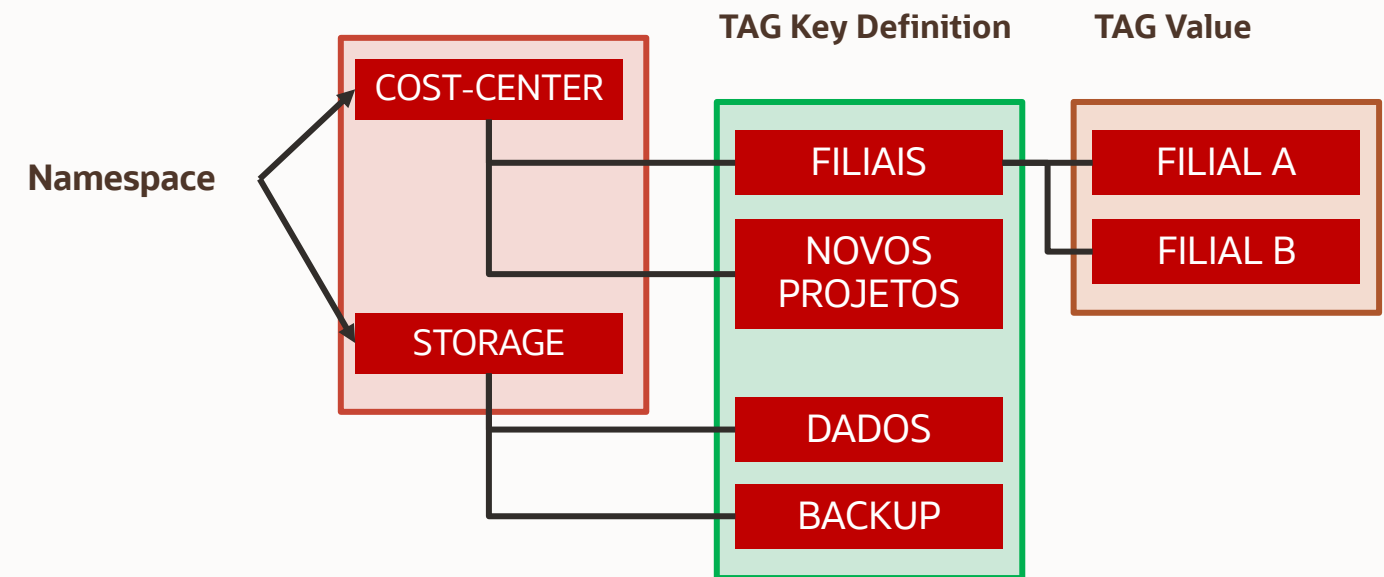 TAG Key Definition
TAG Value
Namespace
COST-CENTER
STORAGE
FILIAIS
NOVOS
PROJETOS
DADOS
BACKUP
FILIAL A
FILIAL B